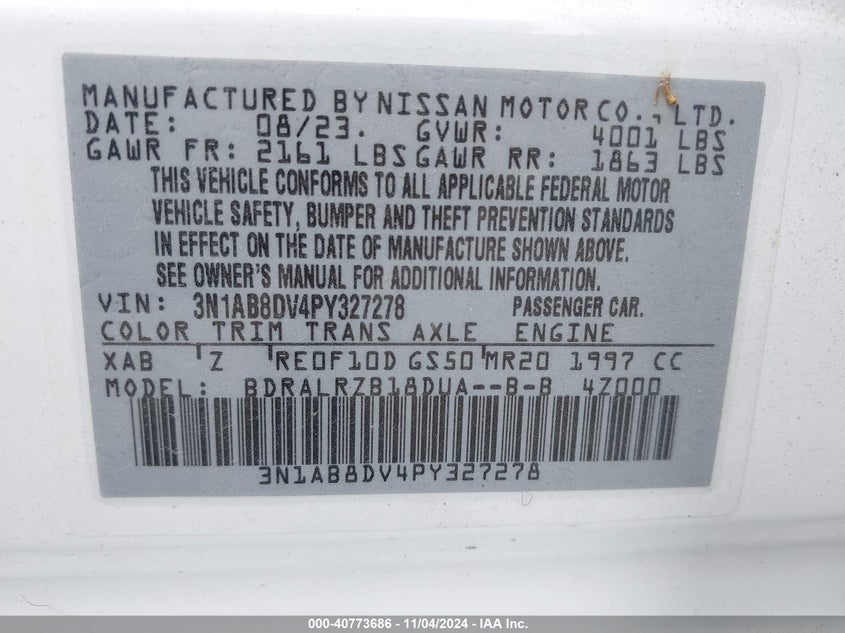 MANUFACTURED BY NISSAN MOTOR CO., LTD.
DATE: 08/23. GVWR: 4001 LBS
GAWR FR: 2161 LBS GAWR RR: 1863 LBS
THIS VEHICLE CONFORMS TO ALL APPLICABLE FEDERAL MOTOR
VEHICLE SAFETY, BUMPER AND THEFT PREVENTION STANDARDS
IN EFFECT ON THE DATE OF MANUFACTURE SHOWN ABOVE.
SEE OWNER'S MANUAL FOR ADDITIONAL INFORMATION.
VIN: 3N1AB8DV4PY327278 PASSENGER CAR.
COLOR TRIM TRANS AXLE ENGINE
XAB Z RE0F10D GS50 MR20 1997 CC
MODEL: BDRALRZB18DUA--B-B 4Z000
3N1AB8DV4PY327278
000-40773686 - 11/04/2024 - IAA Inc.